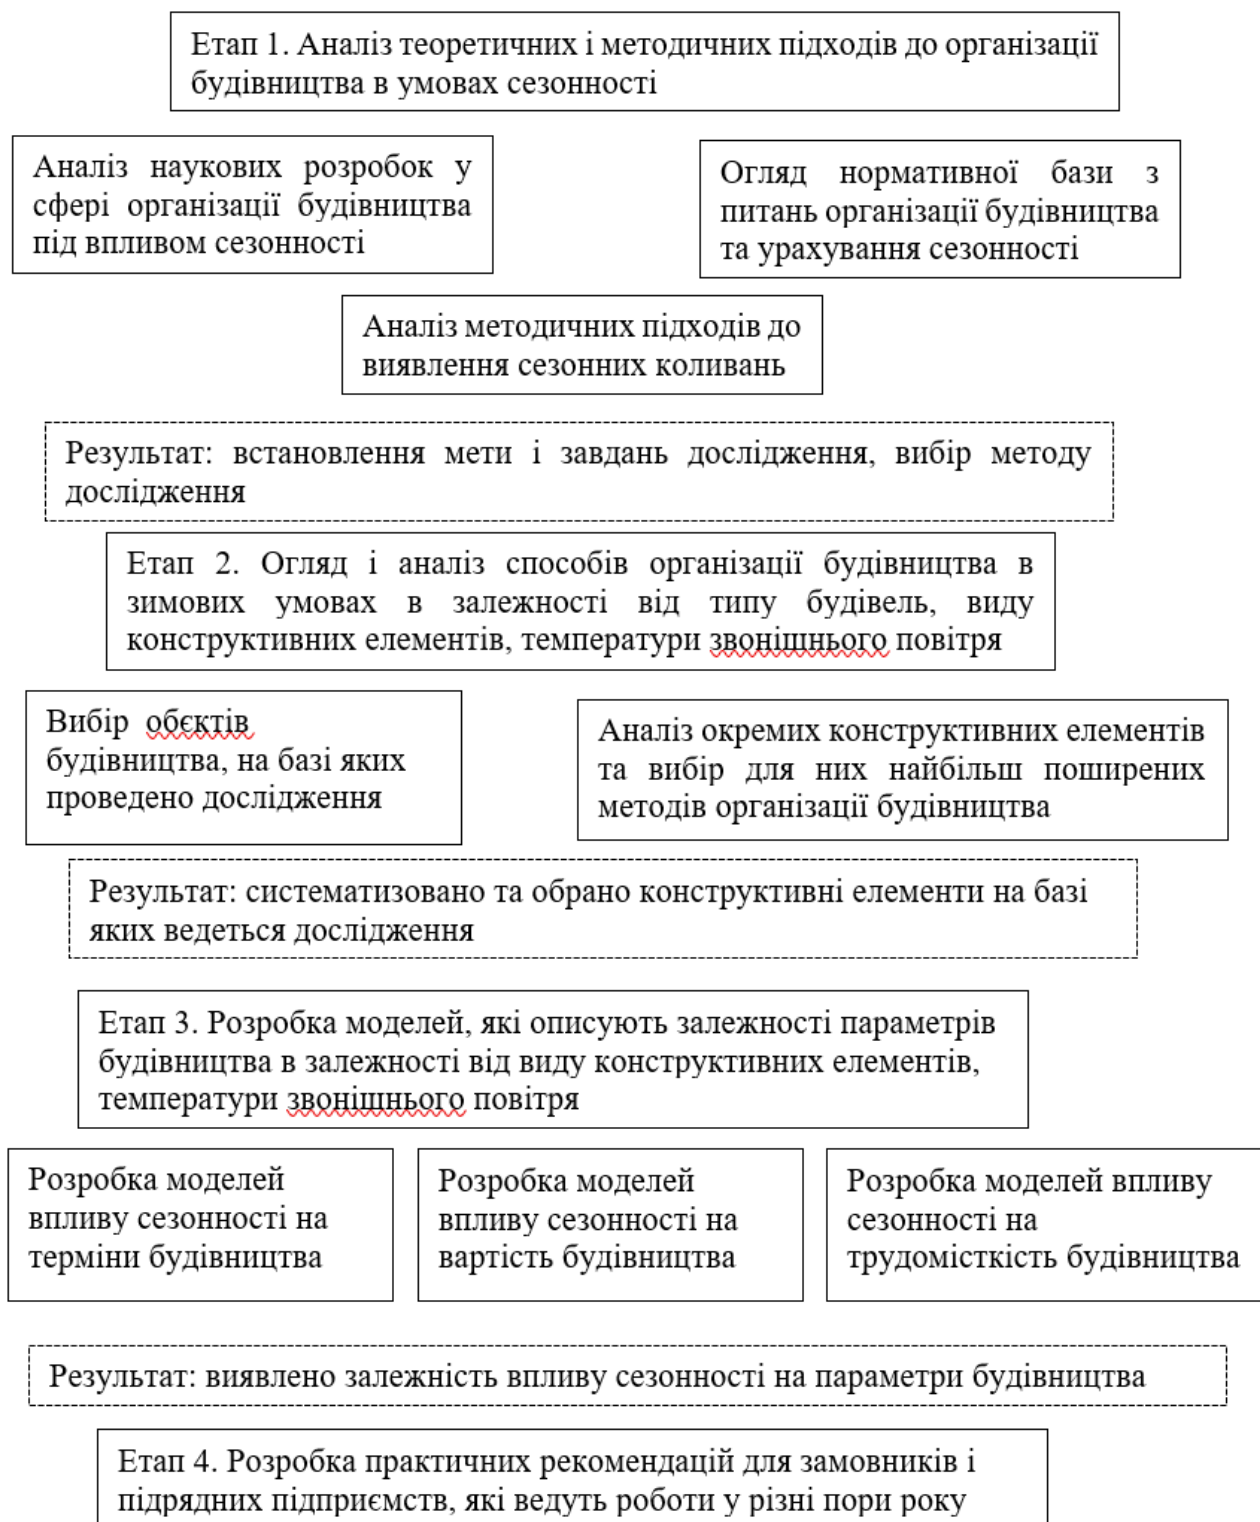 Етап 1. Аналіз теоретичних і методичних підходів до організації
будівництва в умовах сезонності
Аналіз наукових розробок у
сфері організації будівництва
під впливом сезонності
Огляд нормативної бази з
питань організації будівництва
та урахування сезонності
Аналіз методичних підходів до
виявлення сезонних коливань
Результат: встановлення мети і завдань дослідження, вибір методу
дослідження
Етап 2. Огляд і аналіз способів організації будівництва в
зимових умовах в залежності від типу будівель, виду
конструктивних елементів, температури звонішнього повітря
Вибір обєктів
будівництва, на базі яких
проведено дослідження
Аналіз окремих конструктивних елементів
та вибір для них найбільш поширених
методів організації будівництва
Результат: систематизовано та обрано конструктивні елементи на базі
яких ведеться дослідження
Етап 3. Розробка моделей, які описують залежності параметрів
будівництва в залежності від виду конструктивних елементів,
температури звонішнього повітря
Розробка моделей
впливу сезонності на
терміни будівництва
Розробка моделей
впливу сезонності на
вартість будівництва
Розробка моделей впливу
сезонності на
трудомісткість будівництва
Результат: виявлено залежність впливу сезонності на параметри будівництва
Етап 4. Розробка практичних рекомендацій для замовників і
підрядних підприємств, які ведуть роботи у різні пори року